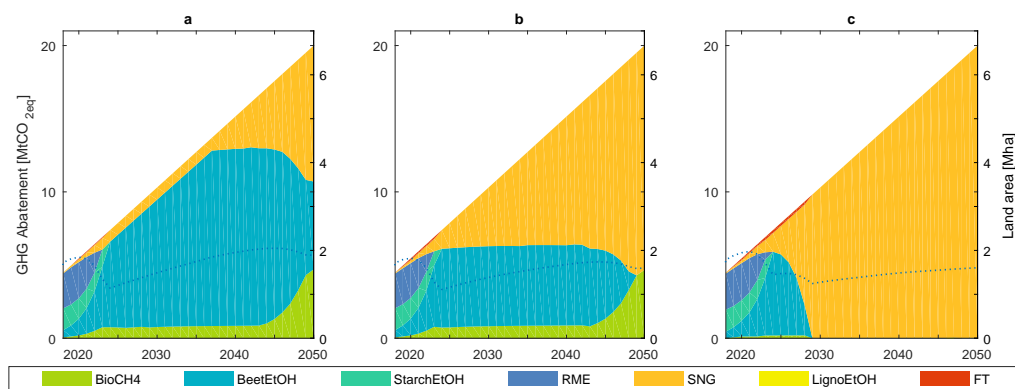 a b c
20 20 20
6 6 6
GHG Abatement [MtCO 2eq]
4 4 4
10 10 10
Land area [Mha]
2 2 2
0 0 0 0 0 0
2020 2030 2040 2050 2020 2030 2040 2050 2020 2030 2040 2050
BioCH4 BeetEtOH StarchEtOH RME SNG LignoEtOH FT